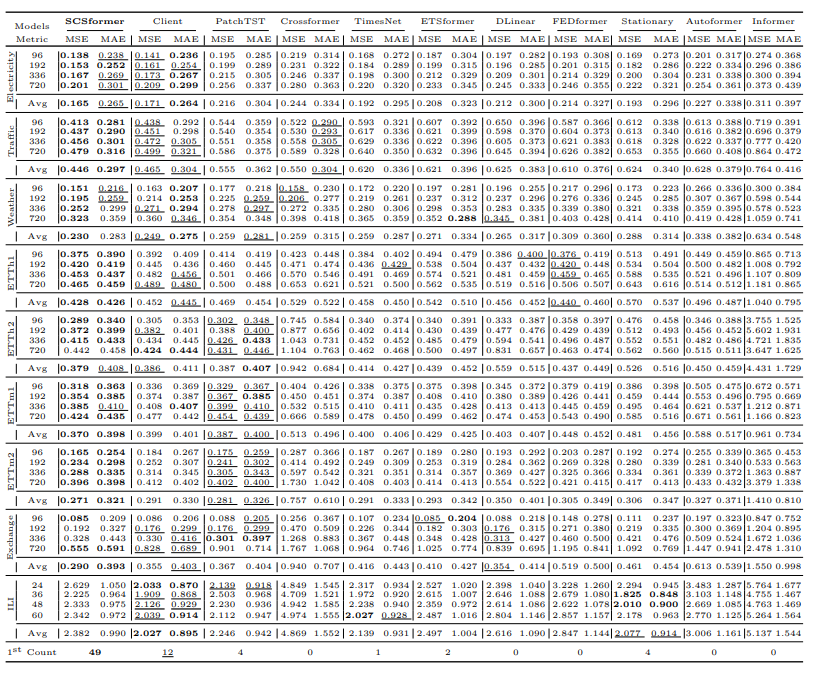 Models SCSformer Client PatchTST Crossformer TimesNet ETSformer DLinear FEDformer Stationary Autoformer Informer
Metric MSE MAE MSE MAE MSE MAE MSE MAE MSE MAE MSE MAE MSE MAE MSE MAE MSE MAE MSE MAE MSE MAE
Electricity
96 0.138 0.238 0.141 0.236 0.195 0.285 0.219 0.314 0.168 0.272 0.187 0.304 0.197 0.282 0.193 0.308 0.169 0.273 0.201 0.317 0.274 0.368
192 0.153 0.252 0.161 0.254 0.199 0.289 0.231 0.322 0.184 0.289 0.199 0.315 0.196 0.285 0.201 0.315 0.182 0.286 0.222 0.334 0.296 0.386
336 0.167 0.269 0.173 0.267 0.215 0.305 0.246 0.337 0.198 0.300 0.212 0.329 0.209 0.301 0.214 0.329 0.200 0.304 0.231 0.338 0.300 0.394
720 0.201 0.301 0.209 0.299 0.256 0.337 0.280 0.363 0.220 0.320 0.233 0.345 0.245 0.333 0.246 0.355 0.222 0.321 0.254 0.361 0.373 0.439
Avg 0.165 0.265 0.171 0.264 0.216 0.304 0.244 0.334 0.192 0.295 0.208 0.323 0.212 0.300 0.214 0.327 0.193 0.296 0.227 0.338 0.311 0.397
Traffic
96 0.413 0.281 0.438 0.292 0.544 0.359 0.522 0.290 0.593 0.321 0.607 0.392 0.650 0.396 0.587 0.366 0.612 0.338 0.613 0.388 0.719 0.391
192 0.437 0.290 0.451 0.298 0.540 0.354 0.530 0.293 0.617 0.336 0.621 0.399 0.598 0.370 0.604 0.373 0.613 0.340 0.616 0.382 0.696 0.379
336 0.456 0.301 0.472 0.305 0.551 0.358 0.558 0.305 0.629 0.336 0.622 0.396 0.605 0.373 0.621 0.383 0.618 0.328 0.622 0.337 0.777 0.420
720 0.479 0.316 0.499 0.321 0.586 0.375 0.589 0.328 0.640 0.350 0.632 0.396 0.645 0.394 0.626 0.382 0.653 0.355 0.660 0.408 0.864 0.472
Avg 0.446 0.297 0.465 0.304 0.555 0.362 0.550 0.304 0.620 0.336 0.621 0.396 0.625 0.383 0.610 0.376 0.624 0.340 0.628 0.379 0.764 0.416
Weather
96 0.151 0.216 0.163 0.207 0.177 0.218 0.158 0.230 0.172 0.220 0.197 0.281 0.196 0.255 0.217 0.296 0.173 0.223 0.266 0.336 0.300 0.384
192 0.195 0.259 0.214 0.253 0.225 0.259 0.206 0.277 0.219 0.261 0.237 0.312 0.237 0.296 0.276 0.336 0.245 0.285 0.307 0.367 0.598 0.544
336 0.252 0.299 0.271 0.294 0.278 0.297 0.272 0.335 0.280 0.306 0.298 0.353 0.283 0.335 0.339 0.380 0.321 0.338 0.359 0.395 0.578 0.523
720 0.323 0.359 0.360 0.346 0.354 0.348 0.398 0.418 0.365 0.359 0.352 0.288 0.345 0.381 0.403 0.428 0.414 0.410 0.419 0.428 1.059 0.741
Avg 0.230 0.283 0.249 0.275 0.259 0.281 0.259 0.315 0.259 0.287 0.271 0.334 0.265 0.317 0.309 0.360 0.288 0.314 0.338 0.382 0.634 0.548
ETTh1
96 0.375 0.390 0.392 0.409 0.414 0.419 0.423 0.448 0.384 0.402 0.494 0.479 0.386 0.400 0.376 0.419 0.513 0.491 0.449 0.459 0.865 0.713
192 0.420 0.419 0.445 0.436 0.460 0.445 0.471 0.474 0.436 0.429 0.538 0.504 0.437 0.432 0.420 0.448 0.534 0.504 0.500 0.482 1.008 0.792
336 0.453 0.437 0.482 0.456 0.501 0.466 0.570 0.546 0.491 0.469 0.574 0.521 0.481 0.459 0.459 0.465 0.588 0.535 0.521 0.496 1.107 0.809
720 0.465 0.459 0.489 0.480 0.500 0.488 0.653 0.621 0.521 0.500 0.562 0.535 0.519 0.516 0.506 0.507 0.643 0.616 0.514 0.512 1.181 0.865
Avg 0.428 0.426 0.452 0.445 0.469 0.454 0.529 0.522 0.458 0.450 0.542 0.510 0.456 0.452 0.440 0.460 0.570 0.537 0.496 0.487 1.040 0.795
ETTh2
96 0.289 0.340 0.305 0.353 0.302 0.348 0.745 0.584 0.340 0.374 0.340 0.391 0.333 0.387 0.358 0.397 0.476 0.458 0.346 0.388 3.755 1.525
192 0.372 0.399 0.382 0.401 0.388 0.400 0.877 0.656 0.402 0.414 0.430 0.439 0.477 0.476 0.429 0.439 0.512 0.493 0.456 0.452 5.602 1.931
336 0.415 0.433 0.434 0.445 0.426 0.433 1.043 0.731 0.452 0.452 0.485 0.479 0.594 0.541 0.496 0.487 0.552 0.551 0.482 0.486 4.721 1.835
720 0.442 0.458 0.424 0.444 0.431 0.446 1.104 0.763 0.462 0.468 0.500 0.497 0.831 0.657 0.463 0.474 0.562 0.560 0.515 0.511 3.647 1.625
Avg 0.379 0.408 0.386 0.411 0.387 0.407 0.942 0.684 0.414 0.427 0.439 0.452 0.559 0.515 0.437 0.449 0.526 0.516 0.450 0.459 4.431 1.729
ETTm1
96 0.318 0.363 0.336 0.369 0.329 0.367 0.404 0.426 0.338 0.375 0.375 0.398 0.345 0.372 0.379 0.419 0.386 0.398 0.505 0.475 0.672 0.571
192 0.354 0.385 0.374 0.387 0.367 0.385 0.450 0.451 0.374 0.387 0.408 0.410 0.380 0.389 0.426 0.441 0.459 0.444 0.553 0.496 0.795 0.669
336 0.385 0.410 0.408 0.407 0.399 0.410 0.532 0.515 0.410 0.411 0.435 0.428 0.413 0.413 0.445 0.459 0.495 0.464 0.621 0.537 1.212 0.871
720 0.424 0.435 0.477 0.442 0.454 0.439 0.666 0.589 0.478 0.450 0.499 0.462 0.474 0.453 0.543 0.490 0.585 0.516 0.671 0.561 1.166 0.823
Avg 0.370 0.398 0.399 0.401 0.387 0.400 0.513 0.496 0.400 0.406 0.429 0.425 0.403 0.407 0.448 0.452 0.481 0.456 0.588 0.517 0.961 0.734
ETTm2
96 0.165 0.254 0.184 0.267 0.175 0.259 0.287 0.366 0.187 0.267 0.189 0.280 0.193 0.292 0.203 0.287 0.192 0.274 0.255 0.339 0.365 0.453
192 0.234 0.298 0.252 0.307 0.241 0.302 0.414 0.492 0.249 0.309 0.253 0.319 0.284 0.362 0.269 0.328 0.280 0.339 0.281 0.340 0.533 0.563
336 0.288 0.335 0.314 0.345 0.305 0.343 0.597 0.542 0.321 0.351 0.314 0.357 0.369 0.427 0.325 0.366 0.334 0.361 0.339 0.372 1.363 0.887
720 0.396 0.398 0.412 0.402 0.402 0.400 1.730 1.042 0.408 0.403 0.414 0.413 0.554 0.522 0.421 0.415 0.417 0.413 0.433 0.432 3.379 1.338
Avg 0.271 0.321 0.291 0.330 0.281 0.326 0.757 0.610 0.291 0.333 0.293 0.342 0.350 0.401 0.305 0.349 0.306 0.347 0.327 0.371 1.410 0.810
Exchange
96 0.085 0.209 0.086 0.206 0.088 0.205 0.256 0.367 0.107 0.234 0.085 0.204 0.088 0.218 0.148 0.278 0.111 0.237 0.197 0.323 0.847 0.752
192 0.192 0.327 0.176 0.299 0.176 0.299 0.470 0.509 0.226 0.344 0.182 0.303 0.176 0.315 0.271 0.380 0.219 0.335 0.300 0.369 1.204 0.895
336 0.328 0.443 0.330 0.416 0.301 0.397 1.268 0.883 0.367 0.448 0.348 0.428 0.313 0.427 0.460 0.500 0.421 0.476 0.509 0.524 1.672 1.036
720 0.555 0.591 0.828 0.689 0.901 0.714 1.767 1.068 0.964 0.746 1.025 0.774 0.839 0.695 1.195 0.841 1.092 0.769 1.447 0.941 2.478 1.310
Avg 0.290 0.393 0.355 0.403 0.367 0.404 0.940 0.707 0.416 0.443 0.410 0.427 0.354 0.414 0.519 0.500 0.461 0.454 0.613 0.539 1.550 0.998
ILI
24 2.629 1.050 2.033 0.870 2.139 0.918 4.849 1.545 2.317 0.934 2.527 1.020 2.398 1.040 3.228 1.260 2.294 0.945 3.483 1.287 5.764 1.677
36 2.225 0.964 1.909 0.868 2.503 0.968 4.709 1.521 1.972 0.920 2.615 1.007 2.646 1.088 2.679 1.080 1.825 0.848 3.103 1.148 4.755 1.467
48 2.333 0.975 2.126 0.929 2.230 0.936 4.942 1.585 2.238 0.940 2.359 0.972 2.614 1.086 2.622 1.078 2.010 0.900 2.669 1.085 4.763 1.469
60 2.342 0.972 2.039 0.914 2.112 0.947 4.974 1.555 2.027 0.928 2.487 1.016 2.804 1.146 2.857 1.157 2.178 0.963 2.770 1.125 5.264 1.564
Avg 2.382 0.990 2.027 0.895 2.246 0.942 4.869 1.552 2.139 0.931 2.497 1.004 2.616 1.090 2.847 1.144 2.077 0.914 3.006 1.161 5.137 1.544
1st Count 49 12 4 0 1 2 0 0 4 0 0